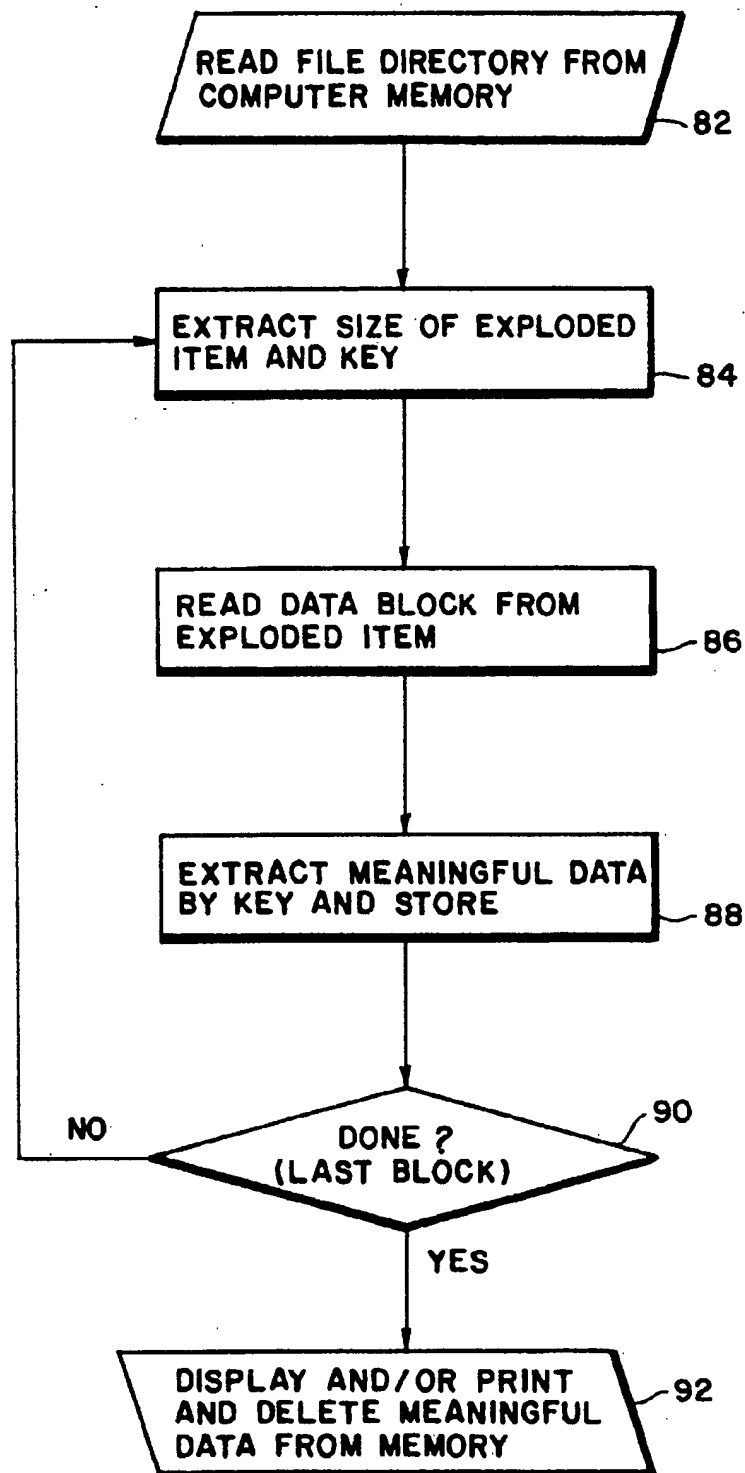 READ FILE DIRECTORY FROM
COMPUTER MEMORY
82
EXTRACT SIZE OF EXPLODED
ITEM AND KEY
84
READ DATA BLOCK FROM
EXPLODED ITEM
86
EXTRACT MEANINGFUL DATA
BY KEY AND STORE
88
90
NO
DONE ?
(LAST BLOCK)
YES
DISPLAY AND/OR PRINT
AND DELETE MEANINGFUL
DATA FROM MEMORY
92